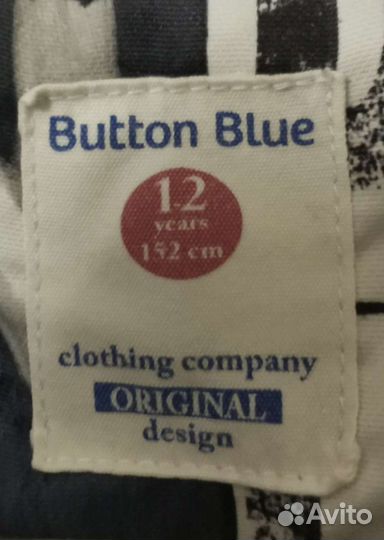 Button Blue
12
years
152 cm
clothing company
ORIGINAL
design
Avito